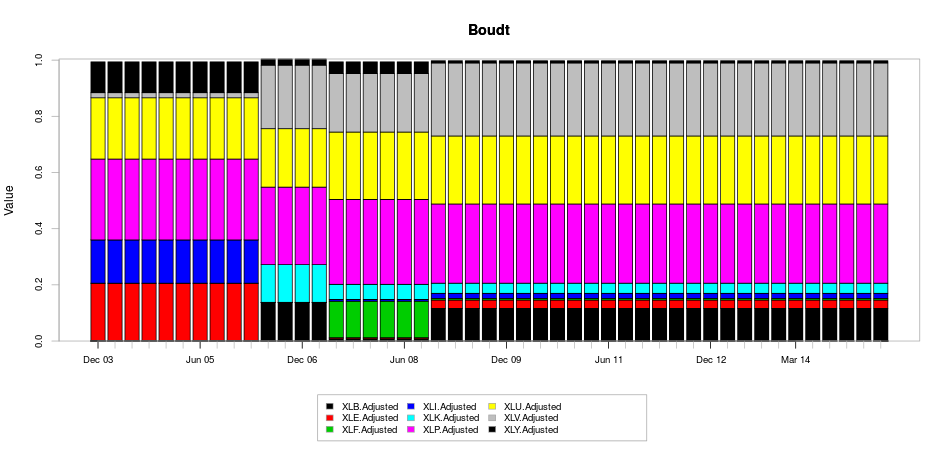 Boudt
Value
0.0 0.2 0.4 0.6 0.8 1.0
Dec 03 Jun 05 Dec 06 Jun 08 Dec 09 Jun 11 Dec 12 Mar 14
XLB.Adjusted XLI.Adjusted XLU.Adjusted
XLE.Adjusted XLK.Adjusted XLV.Adjusted
XLF.Adjusted XLP.Adjusted XLY.Adjusted